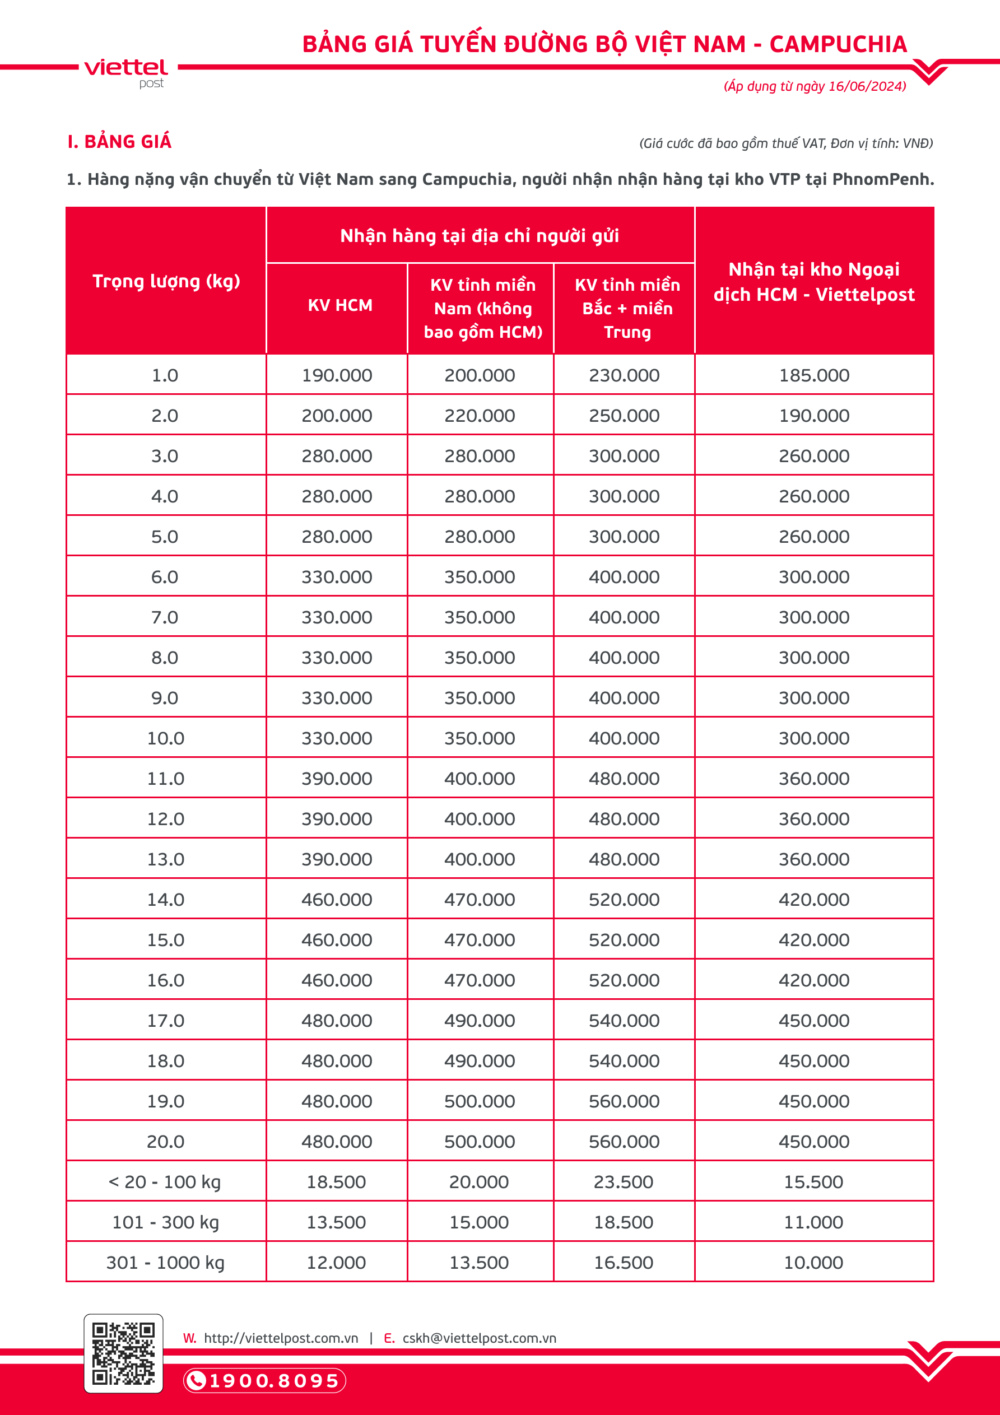 BẢNG GIÁ TUYẾN ĐƯỜNG BỘ VIỆT NAM - CAMPUCHIA
viettel
post
(Áp dụng từ ngày 16/06/2024)
I. BẢNG GIÁ
(Giá cước đã bao gồm thuế VAT, Đơn vị tính: VNĐ)
1. Hàng nặng vận chuyển từ Việt Nam sang Campuchia, người nhận nhận hàng tại kho VTP tại PhnomPenh.
Trọng lượng (kg)
Nhận hàng tại địa chỉ người gửi
KV HCM
KV tỉnh miền
Nam (không
bao gồm HCM)
KV tỉnh miền
Bắc + miền
Trung
Nhận tại kho Ngoại
dịch HCM - Viettelpost
1.0 190.000 200.000 230.000 185.000
2.0 200.000 220.000 250.000 190.000
3.0 280.000 280.000 300.000 260.000
4.0 280.000 280.000 300.000 260.000
5.0 280.000 280.000 300.000 260.000
6.0 330.000 350.000 400.000 300.000
7.0 330.000 350.000 400.000 300.000
8.0 330.000 350.000 400.000 300.000
9.0 330.000 350.000 400.000 300.000
10.0 330.000 350.000 400.000 300.000
11.0 390.000 400.000 480.000 360.000
12.0 390.000 400.000 480.000 360.000
13.0 390.000 400.000 480.000 360.000
14.0 460.000 470.000 520.000 420.000
15.0 460.000 470.000 520.000 420.000
16.0 460.000 470.000 520.000 420.000
17.0 480.000 490.000 540.000 450.000
18.0 480.000 490.000 540.000 450.000
19.0 480.000 500.000 560.000 450.000
20.0 480.000 500.000 560.000 450.000
< 20 - 100 kg 18.500 20.000 23.500 15.500
101 - 300 kg 13.500 15.000 18.500 11.000
301 - 1000 kg 12.000 13.500 16.500 10.000
W. http://viettelpost.com.vn | E. cskh@viettelpost.com.vn
1900.8095